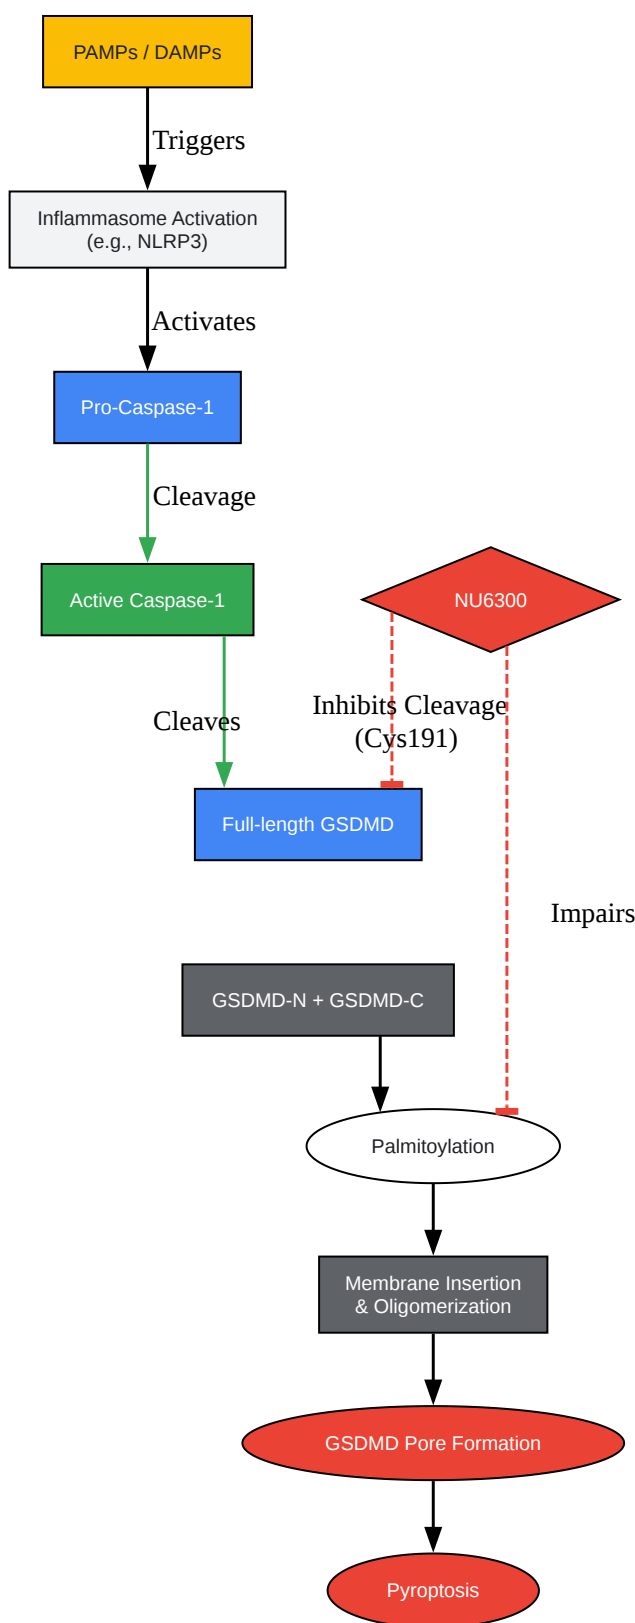 PAMPs / DAMPs
Triggers
Inflammasome Activation
(e.g., NLRP3)
Activates
Pro-Caspase-1
Cleavage
Active Caspase-1
NU6300
Cleaves
Inhibits Cleavage
(Cys191)
Full-length GSDMD
Impairs
GSDMD-N + GSDMD-C
Palmitoylation
Membrane Insertion
& Oligomerization
GSDMD Pore Formation
Pyroptosis